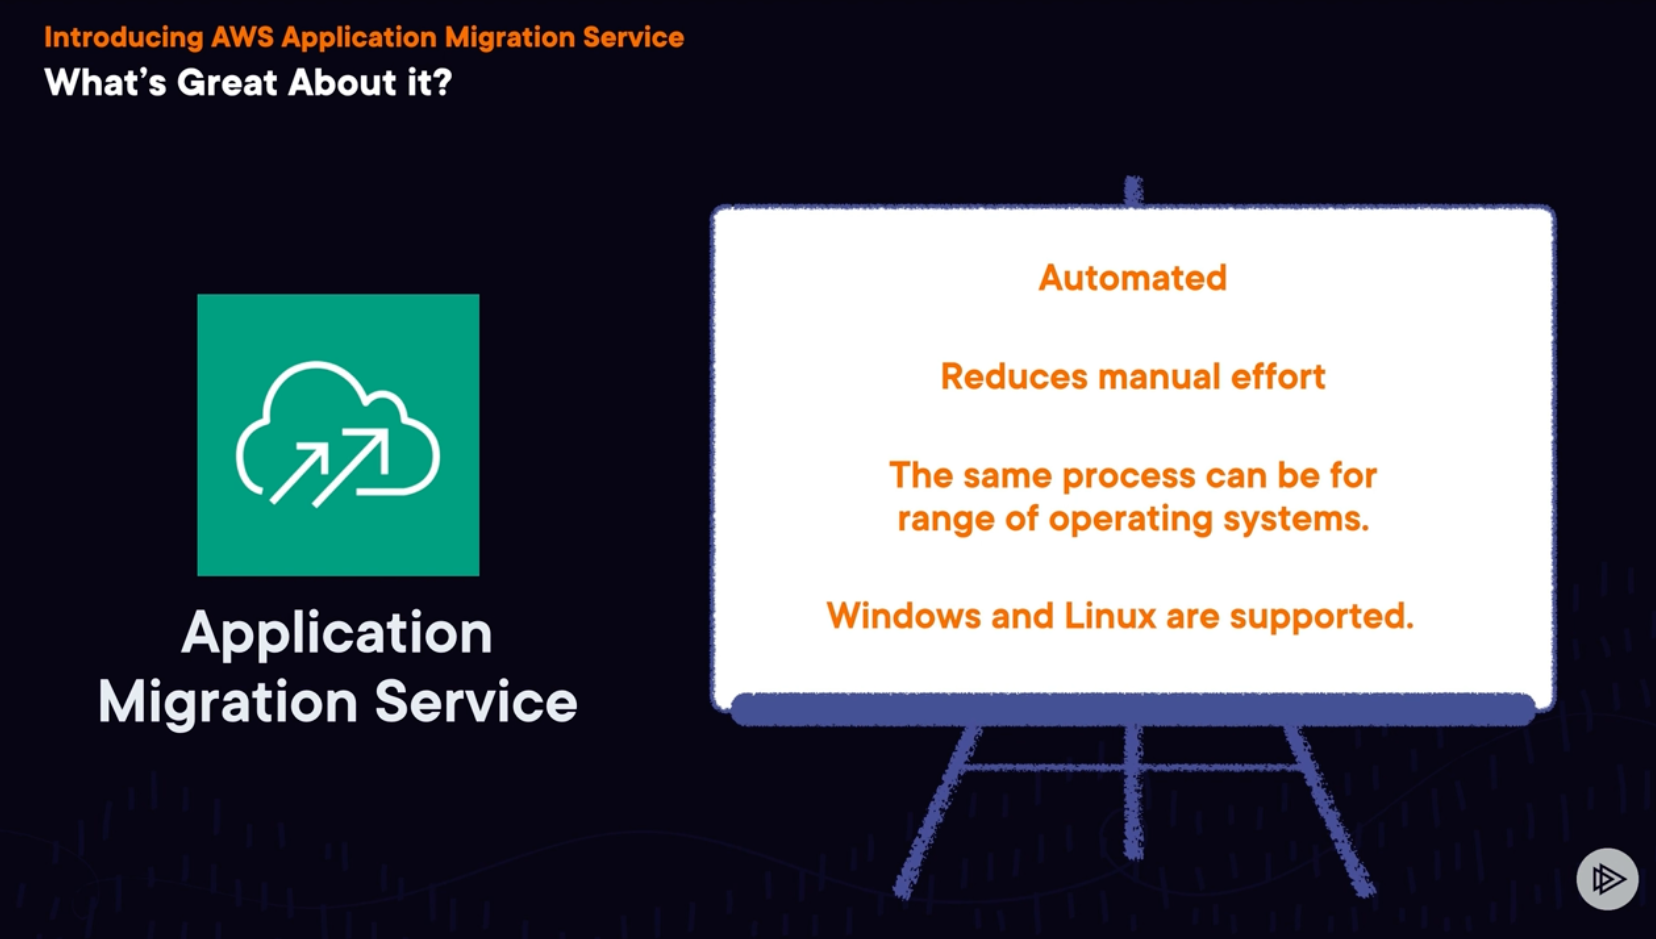 Introducing AWS Application Migration Service
What’s Great About it?
Automated
Reduces manual effort
The same process can be for
range of operating systems.
Windows and Linux are supported.
Application
Migration Service